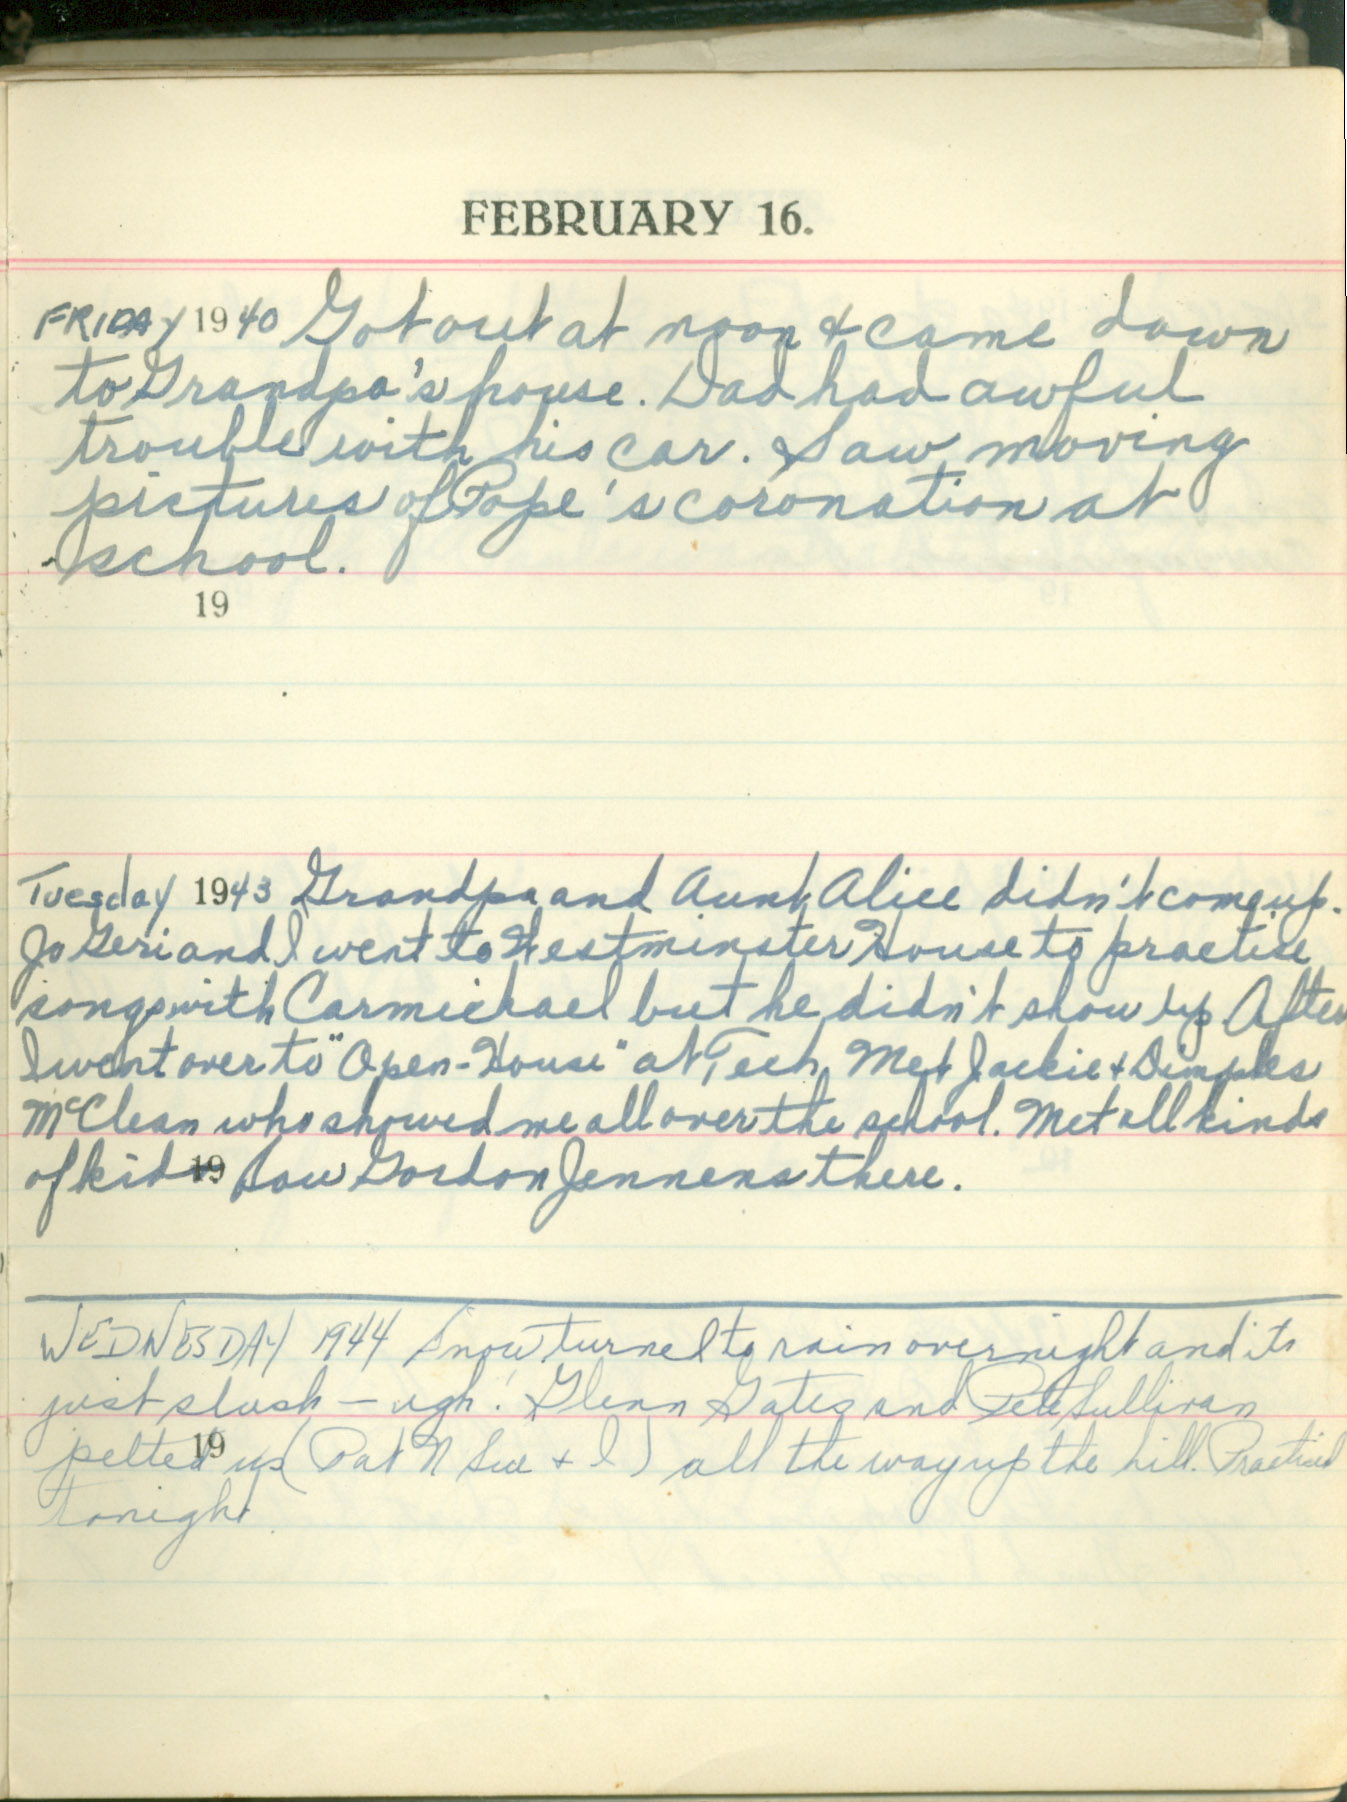 FEBRUARY 16.
FRIDAY 1940 Got out at noon & came down
to Grandpa's house. Dad had awful
trouble with his car. Saw moving
pictures of Pope's coronation at
school.
19
Tuesday 1943 Grandpa and Aunt Alice didn't come up.
Jo Geri and I went to Westminster House to practise
songs with Carmichael but he didn't show up. After
I went over to "Open-House" at Tech. Met Jackie & Dimples
McClean who showed me all over the school. Met all kinds
of kids 19 Saw Gordon Jennens there.
WEDNESDAY 1944 Snow turned to rain overnight and its
just slush - ugh! Glenn Gates and Pete Sullivan
19
pelted us (Pat N Sue & I) all the way up the hill. Practised
tonight